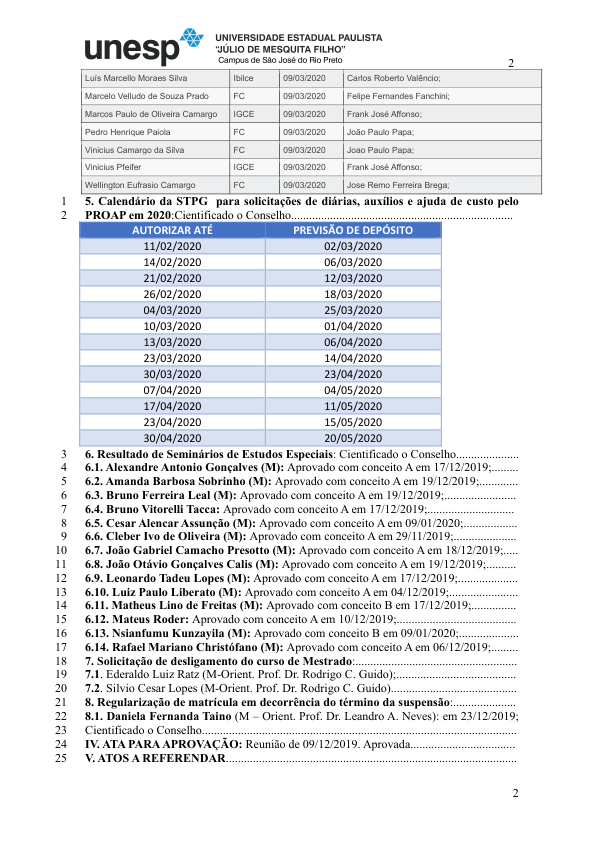 unesp
UNIVERSIDADE ESTADUAL PAULISTA
"JÚLIO DE MESQUITA FILHO"
Campus de São José do Rio Preto
2
Luís Marcello Moraes Silva Ibilce 09/03/2020 Carlos Roberto Valêncio;
Marcelo Velludo de Souza Prado FC 09/03/2020 Felipe Fernandes Fanchini;
Marcos Paulo de Oliveira Camargo IGCE 09/03/2020 Frank José Affonso;
Pedro Henrique Paiola FC 09/03/2020 João Paulo Papa;
Vinicius Camargo da Silva FC 09/03/2020 Joao Paulo Papa;
Vinicius Pfeifer IGCE 09/03/2020 Frank José Affonso;
Wellington Eufrasio Camargo FC 09/03/2020 Jose Remo Ferreira Brega;
1 5. Calendário da STPG para solicitações de diárias, auxílios e ajuda de custo pelo
2 PROAP em 2020:Cientificado o Conselho..........................................................................
AUTORIZAR ATÉ PREVISÃO DE DEPÓSITO
11/02/2020 02/03/2020
14/02/2020 06/03/2020
21/02/2020 12/03/2020
26/02/2020 18/03/2020
04/03/2020 25/03/2020
10/03/2020 01/04/2020
13/03/2020 06/04/2020
23/03/2020 14/04/2020
30/03/2020 23/04/2020
07/04/2020 04/05/2020
17/04/2020 11/05/2020
23/04/2020 15/05/2020
30/04/2020 20/05/2020
3 6. Resultado de Seminários de Estudos Especiais: Cientificado o Conselho.....................
4 6.1. Alexandre Antonio Gonçalves (M): Aprovado com conceito A em 17/12/2019;.........
5 6.2. Amanda Barbosa Sobrinho (M): Aprovado com conceito A em 19/12/2019;.............
6 6.3. Bruno Ferreira Leal (M): Aprovado com conceito A em 19/12/2019;........................
7 6.4. Bruno Vitorelli Tacca: Aprovado com conceito A em 17/12/2019;............................
8 6.5. Cesar Alencar Assunção (M): Aprovado com conceito A em 09/01/2020;..................
9 6.6. Cleber Ivo de Oliveira (M): Aprovado com conceito A em 29/11/2019;.....................
10 6.7. João Gabriel Camacho Presotto (M): Aprovado com conceito A em 18/12/2019;.....
11 6.8. João Otávio Gonçalves Calis (M): Aprovado com conceito A em 19/12/2019;...........
12 6.9. Leonardo Tadeu Lopes (M): Aprovado com conceito A em 17/12/2019;....................
13 6.10. Luiz Paulo Liberato (M): Aprovado com conceito A em 04/12/2019;......................
14 6.11. Matheus Lino de Freitas (M): Aprovado com conceito B em 17/12/2019;...............
15 6.12. Mateus Roder: Aprovado com conceito A em 10/12/2019;........................................
16 6.13. Nsianfumu Kunzayila (M): Aprovado com conceito B em 09/01/2020;....................
17 6.14. Rafael Mariano Christófano (M): Aprovado com conceito A em 06/12/2019;.........
18 7. Solicitação de desligamento do curso de Mestrado:......................................................
19 7.1. Ederaldo Luiz Ratz (M-Orient. Prof. Dr. Rodrigo C. Guido);.........................................
20 7.2. Silvio Cesar Lopes (M-Orient. Prof. Dr. Rodrigo C. Guido)..........................................
21 8. Regularização de matrícula em decorrência do término da suspensão:......................
22 8.1. Daniela Fernanda Taino (M – Orient. Prof. Dr. Leandro A. Neves): em 23/12/2019;
23 Cientificado o Conselho.........................................................................................................
24 IV. ATA PARA APROVAÇÃO: Reunião de 09/12/2019. Aprovada...................................
25 V. ATOS A REFERENDAR.................................................................................................
2